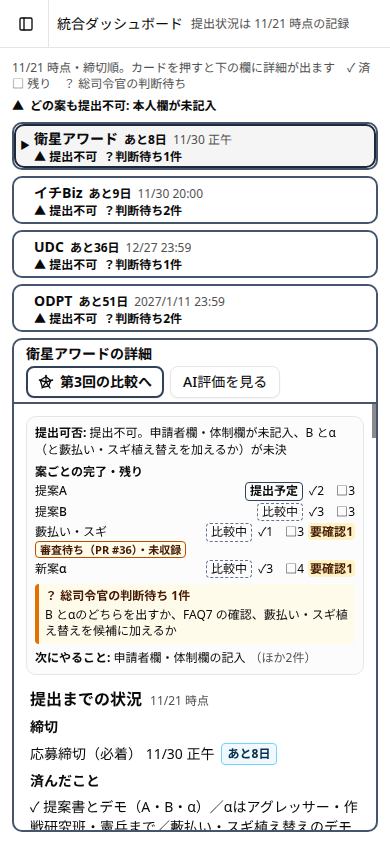 統合ダッシュボード 提出状況は 11/21 時点の記録
11/21 時点・締切順。カードを押すと下の欄に詳細が出ます ✓ 済
□ 残り ？ 総司令官の判断待ち
▲ どの案も提出不可: 本人欄が未記入
▶ 衛星アワード あと8日 11/30 正午
▲ 提出不可 ？判断待ち1件
イチBiz あと9日 11/30 20:00
▲ 提出不可 ？判断待ち2件
UDC あと36日 12/27 23:59
▲ 提出不可 ？判断待ち1件
ODPT あと51日 2027/1/11 23:59
▲ 提出不可 ？判断待ち2件
衛星アワードの詳細
第3回の比較へ AI評価を見る
提出可否: 提出不可。申請者欄・体制欄が未記入、B とα
（と藪払い・スギ植え替えを加えるか）が未決
案ごとの完了・残り
提案A 提出予定 ✓2 □3
提案B 比較中 ✓3 □3
藪払い・スギ 比較中 ✓1 □3 要確認1
審査待ち（PR #36）・未収録
新案α 比較中 ✓3 □4 要確認1
？ 総司令官の判断待ち 1件
B とαのどちらを出すか、FAQ7 の確認、藪払い・スギ植
え替えを候補に加えるか
次にやること: 申請者欄・体制欄の記入 （ほか2件）
提出までの状況 11/21 時点
締切
応募締切（必着） 11/30 正午 あと8日
済んだこと
✓ 提案書とデモ（A・B・α）／αはアグレッサー・作
戦研究班・憲兵まで／藪払い・スギ植え替えのデモ